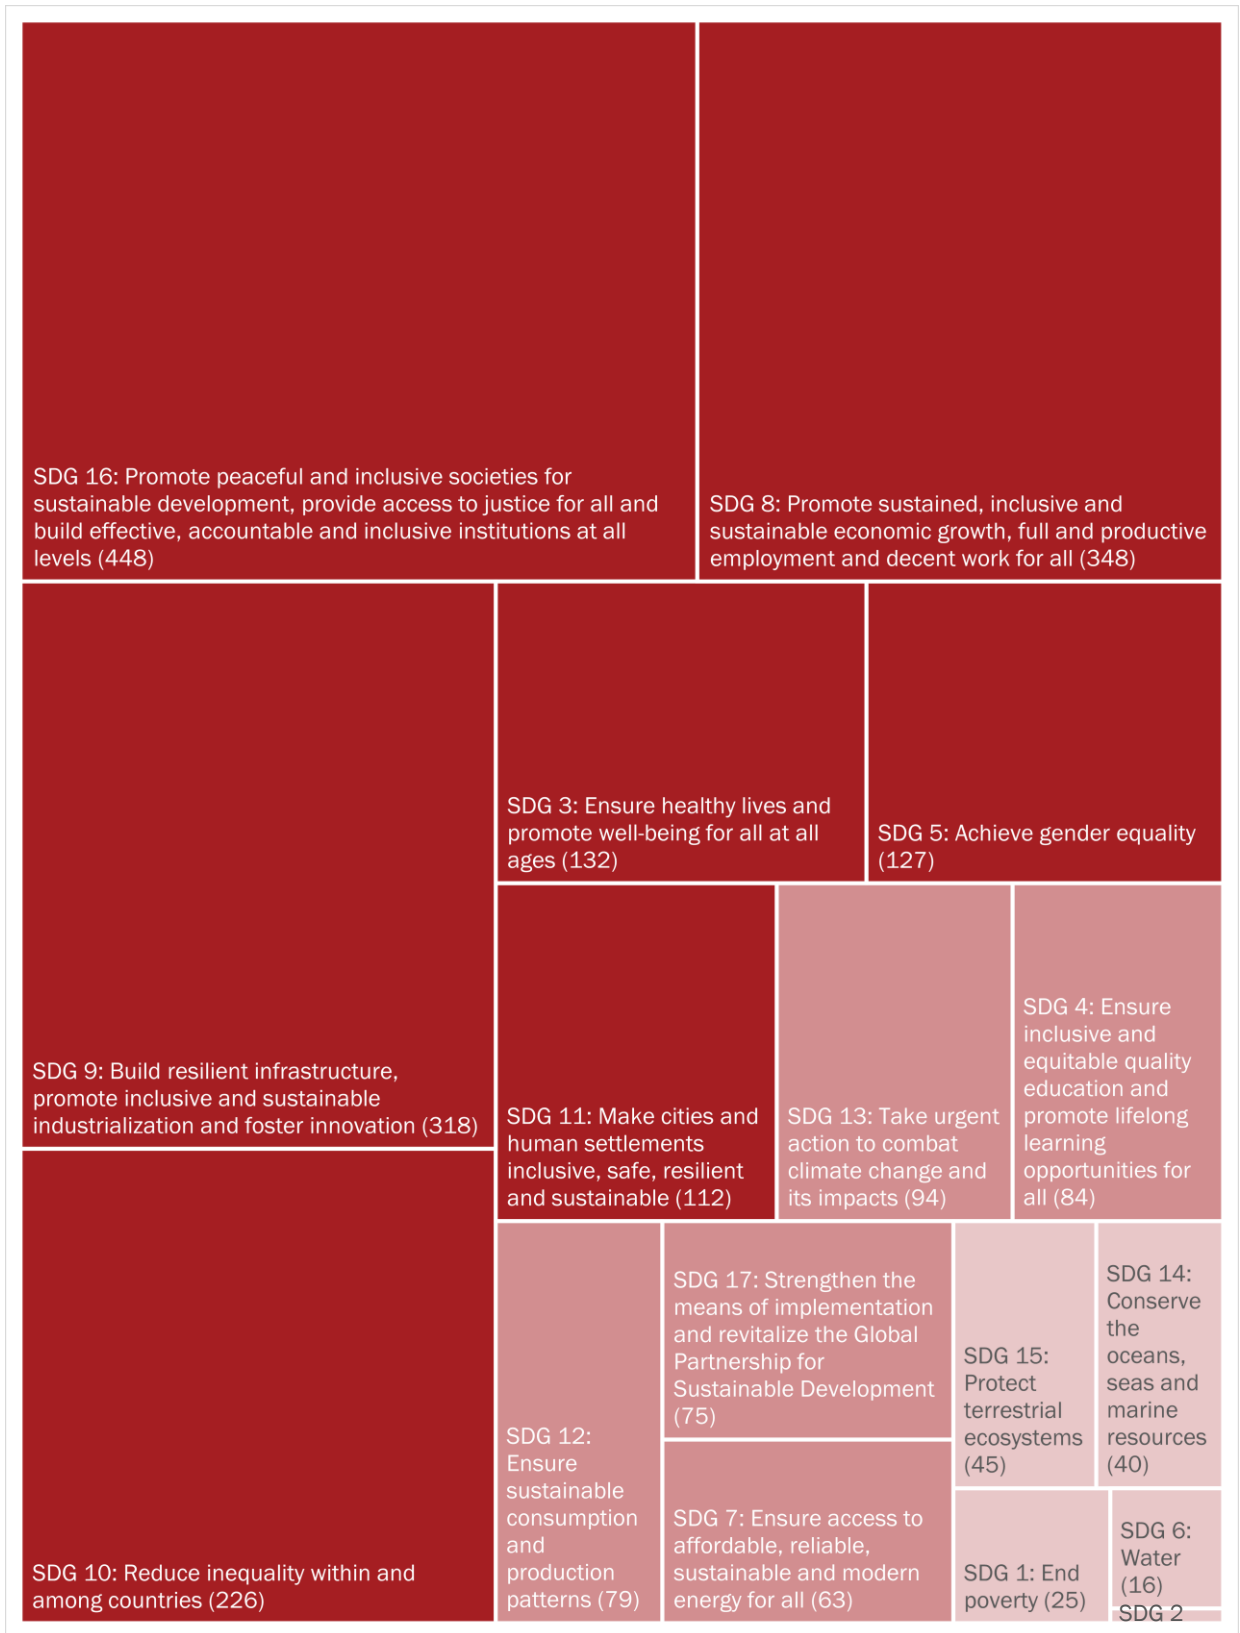 SDG 16: Promote peaceful and inclusive societies for
sustainable development, provide access to justice for all and
build effective, accountable and inclusive institutions at all
levels (448)
SDG 8: Promote sustained, inclusive and
sustainable economic growth, full and productive
employment and decent work for all (348)
SDG 9: Build resilient infrastructure,
promote inclusive and sustainable
industrialization and foster innovation (318)
SDG 3: Ensure healthy lives and
promote well-being for all at all
ages (132)
SDG 5: Achieve gender equality
(127)
SDG 11: Make cities and
human settlements
inclusive, safe, resilient
and sustainable (112)
SDG 13: Take urgent
action to combat
climate change and
its impacts (94)
SDG 4: Ensure
inclusive and
equitable quality
education and
promote lifelong
learning
opportunities for
all (84)
SDG 10: Reduce inequality within and
among countries (226)
SDG 12:
Ensure
sustainable
consumption
and
production
patterns (79)
SDG 17: Strengthen the
means of implementation
and revitalize the Global
Partnership for
Sustainable Development
(75)
SDG 7: Ensure access to
affordable, reliable,
sustainable and modern
energy for all (63)
SDG 15:
Protect
terrestrial
ecosystems
(45)
SDG 14:
Conserve
the
oceans,
seas and
marine
resources
(40)
SDG 1: End
poverty (25)
SDG 6:
Water
(16)
SDG 2